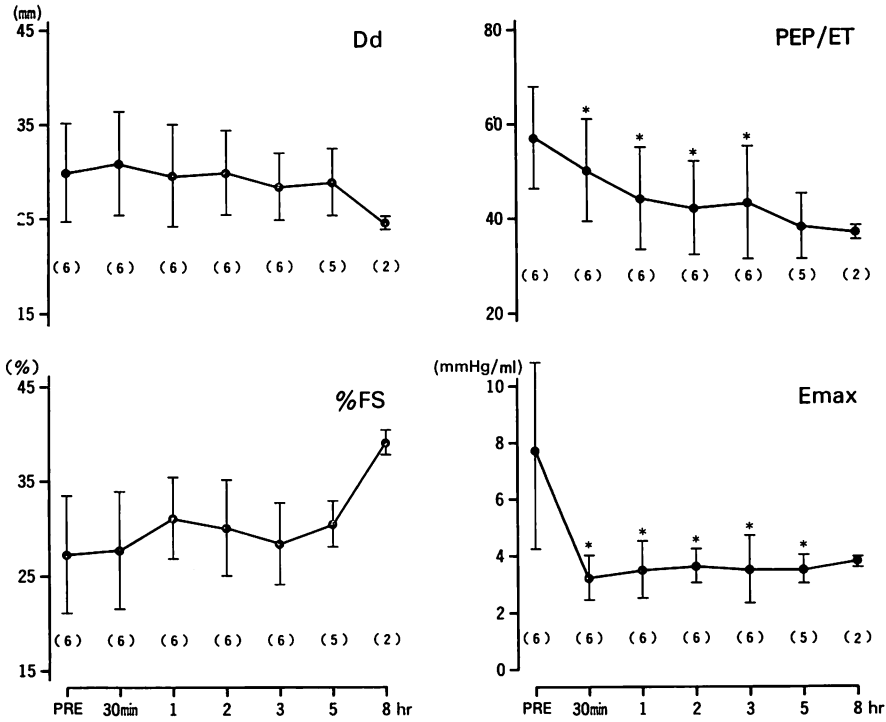 (mm)
45
Dd
35
25
(6) (6) (6) (6) (6) (5) (2)
15
80
PEP/ET
60
* * * * 
40
(6) (6) (6) (6) (6) (5) (2)
20
(%)
45
%FS
35
25
(6) (6) (6) (6) (6) (5) (2)
15
PRE 30min 1 2 3 5 8 hr
(mmHg/ml)
10
Emax
8
6
* * * * *
4
2
(6) (6) (6) (6) (6) (5) (2)
0
PRE 30min 1 2 3 5 8 hr